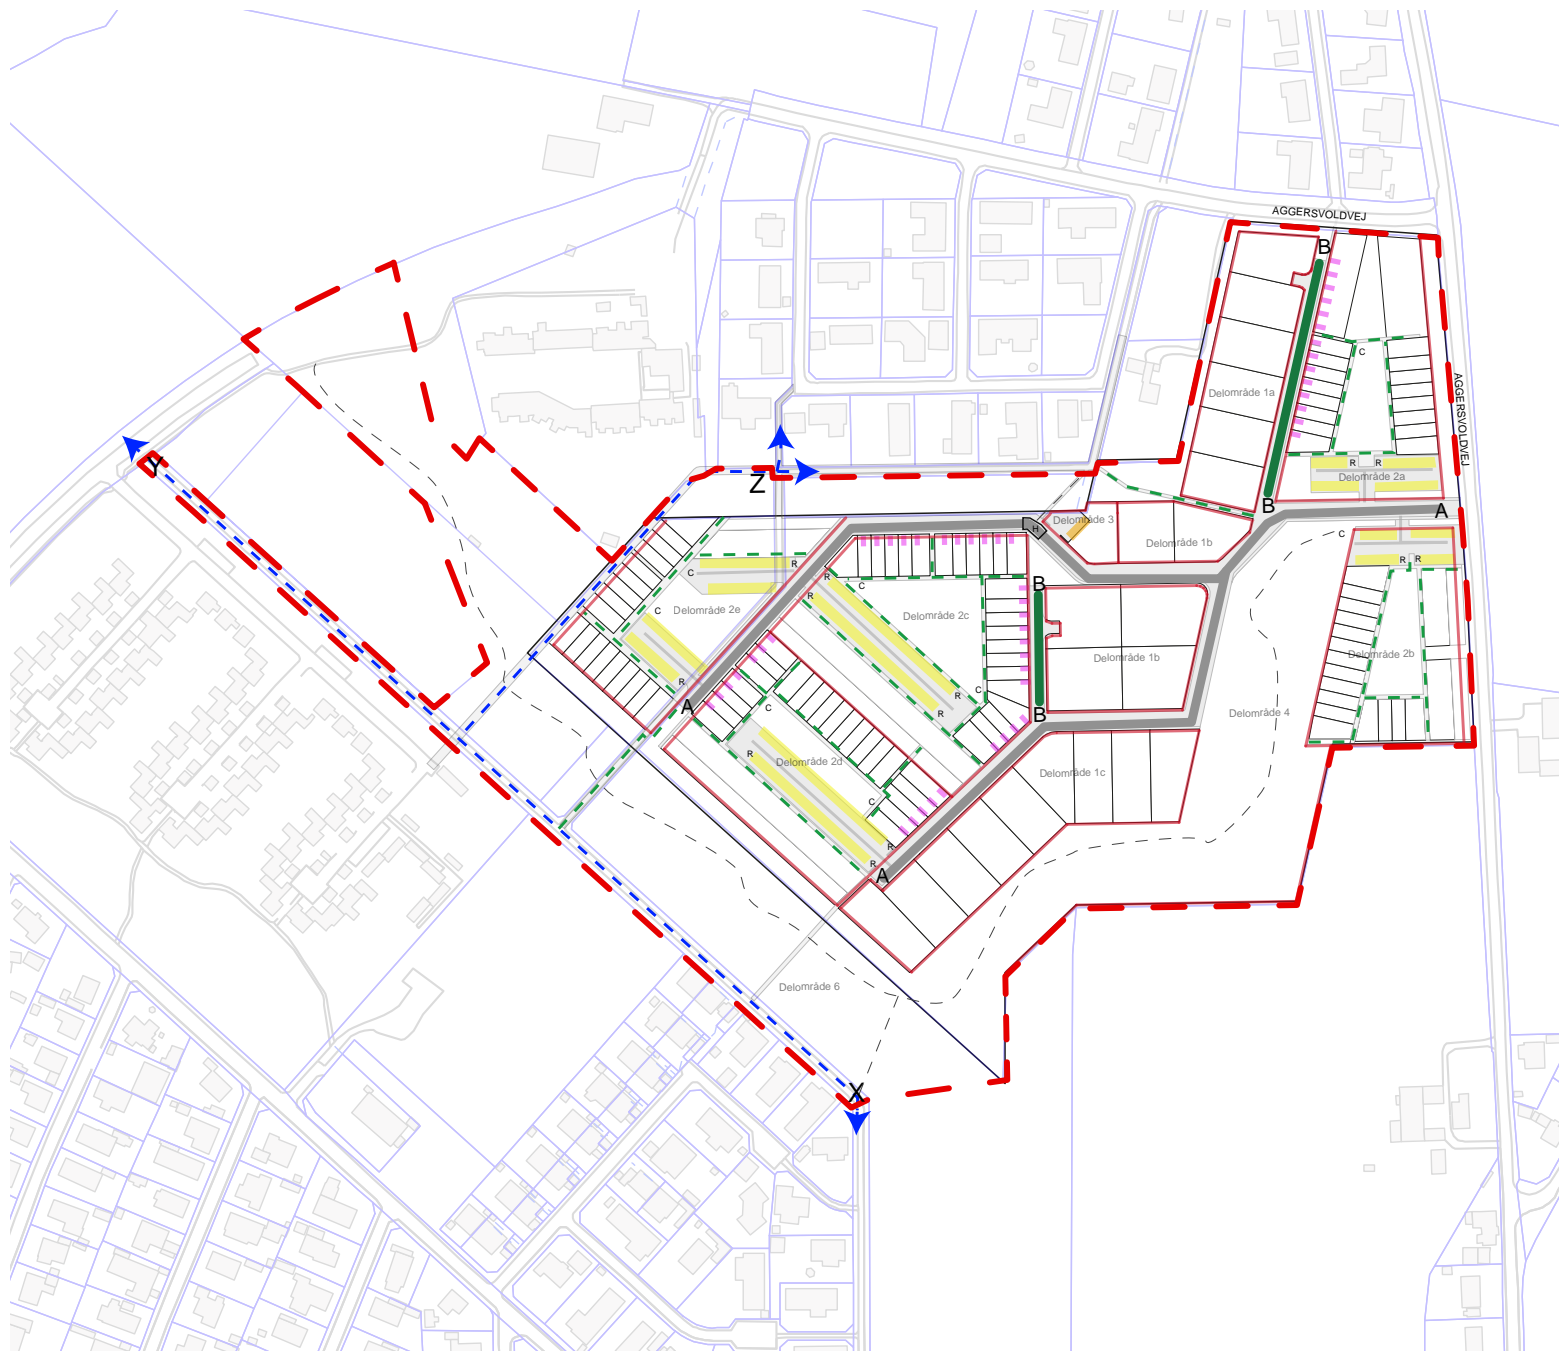 AGGERSVOLDVEJ
B
C
Delområde 1a
AGGERSVOLDVEJ
Y
R R
Z
Delområde 2a
B
A
Delområde 3
H
C
Delområde 1b
R
R R
C
R
B
C
R
Delområde 2e
C
Delområde 2c
Delområde 1b
Delområde 2b
R
C
R
A
C
R
B
Delområde 4
R
Delområde 2d
Delområde 1c
C
R
R
A
Delområde 6
X